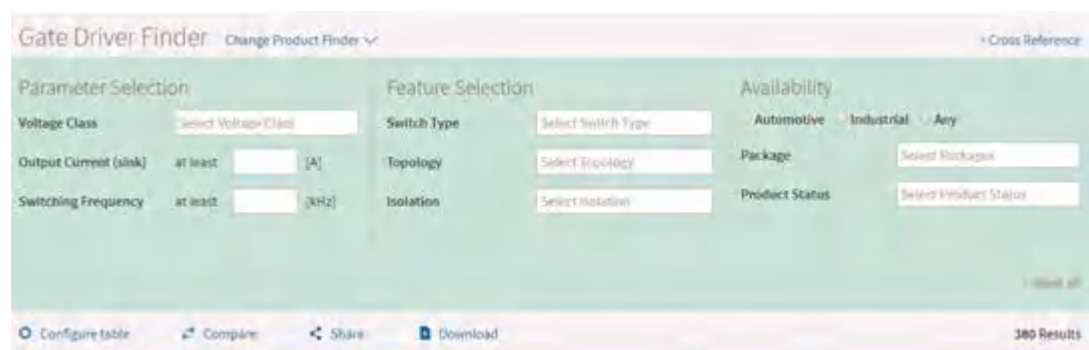 Gate Driver Finder Change Product Finder
Cross Reference
Parameter Selection
Voltage Class Select Voltage Class
Output Current (sink) at least [A]
Switching Frequency at least [kHz]
Feature Selection
Switch Type Select Switch Type
Topology Select Topology
Isolation Select Isolation
Availability
Automotive Industrial Any
Package Select Packages
Product Status Select Product Status
Configure table Compare Share Download
380 Results